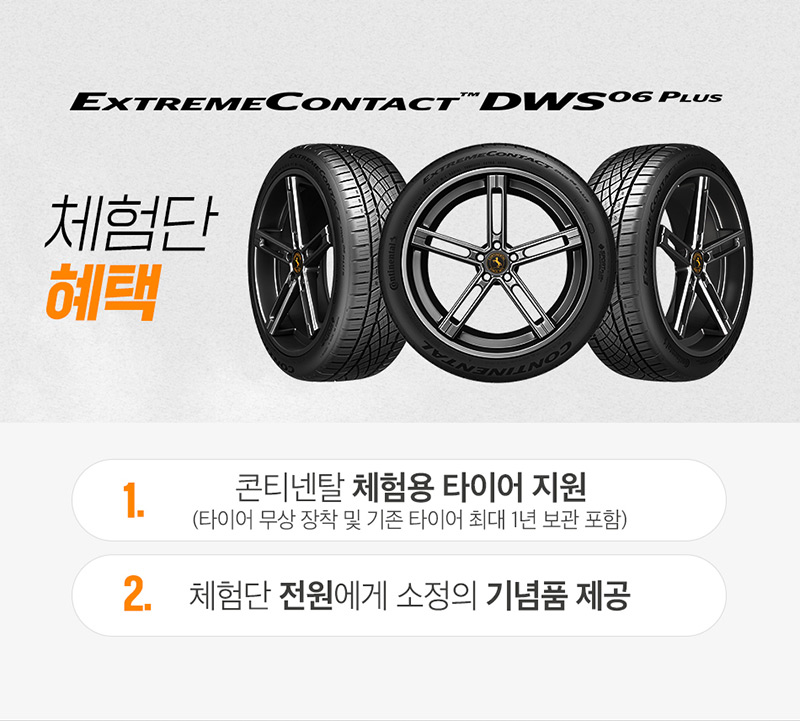 EXTREMECONTACT™ DWS06 PLUS
체험단
혜택
EXTREMECONTACT
CONTINENTAL
1.
콘티넨탈 체험용 타이어 지원
(타이어 무상 장착 및 기존 타이어 최대 1년 보관 포함)
2.
체험단 전원에게 소정의 기념품 제공